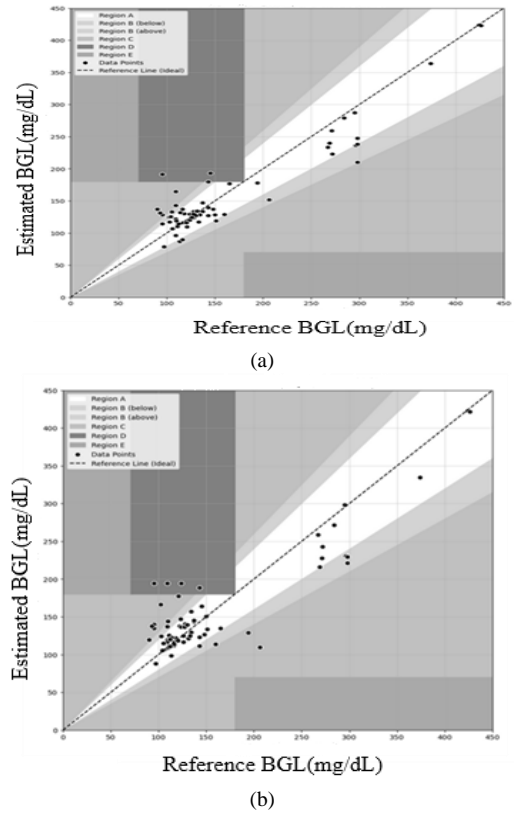 450
400
350
300
250
200
150
100
50
0
Estimated BGL(mg/dL)
Region A
Region B (below)
Region B (above)
Region C
Region D
Region E
Data Points
Reference Line (Ideal)
0 50 100 150 200 250 300 350 400 450
Reference BGL(mg/dL)
(a)
450
400
350
300
250
200
150
100
50
0
Estimated BGL(mg/dL)
Region A
Region B (below)
Region B (above)
Region C
Region D
Region E
Data Points
Reference Line (Ideal)
0 50 100 150 200 250 300 350 400 450
Reference BGL(mg/dL)
(b)